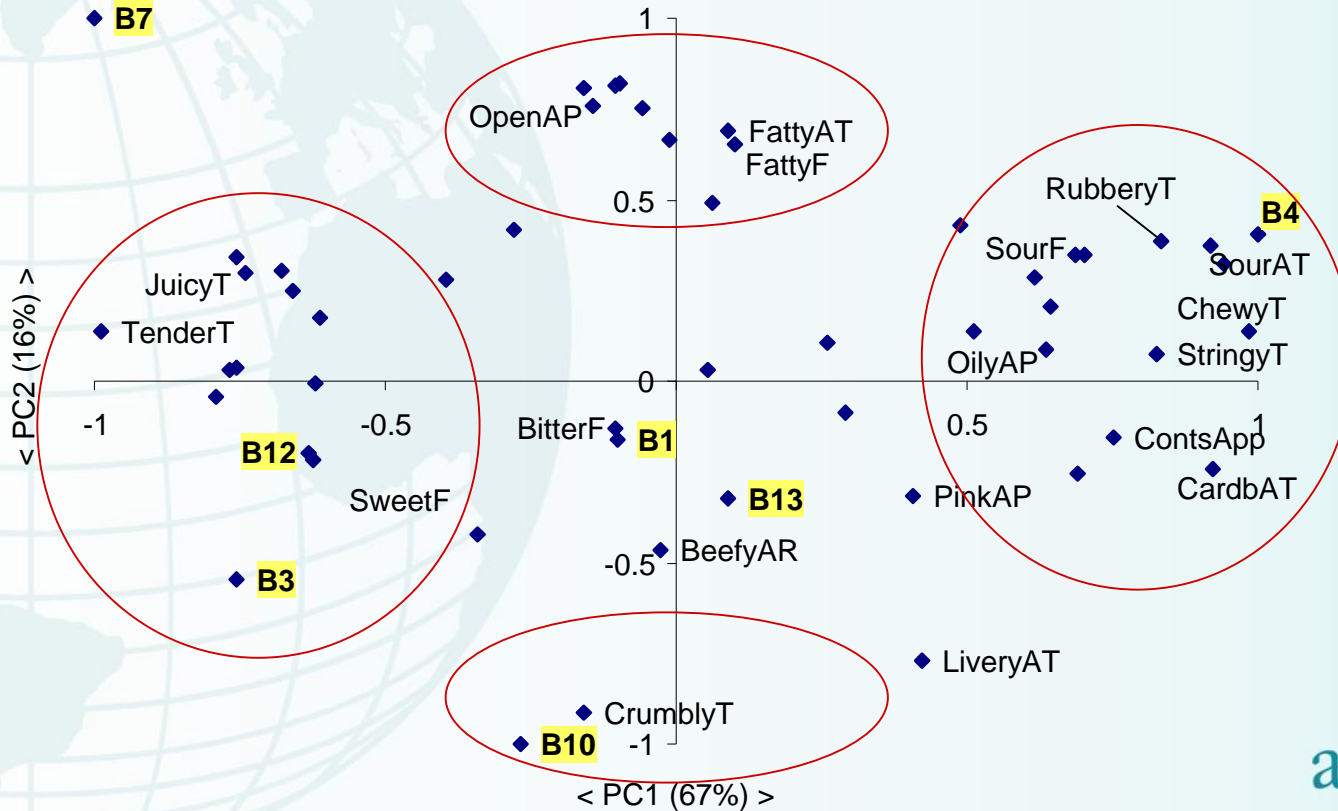 B7
1
OpenAP
FattyAT
FattyF
RubberyT
0.5
B4
SourF
SourAT
JuicyT
ChewyT
TenderT
StringyT
OilyAP
< PC2 (16%) >
0
-1
-0.5
0.5
1
BitterF
B1
ContsApp
B12
CardbAT
SweetF
B13
PinkAP
BeefyAR
-0.5
B3
LiveryAT
CrumblyT
B10
-1
< PC1 (67%) >
a